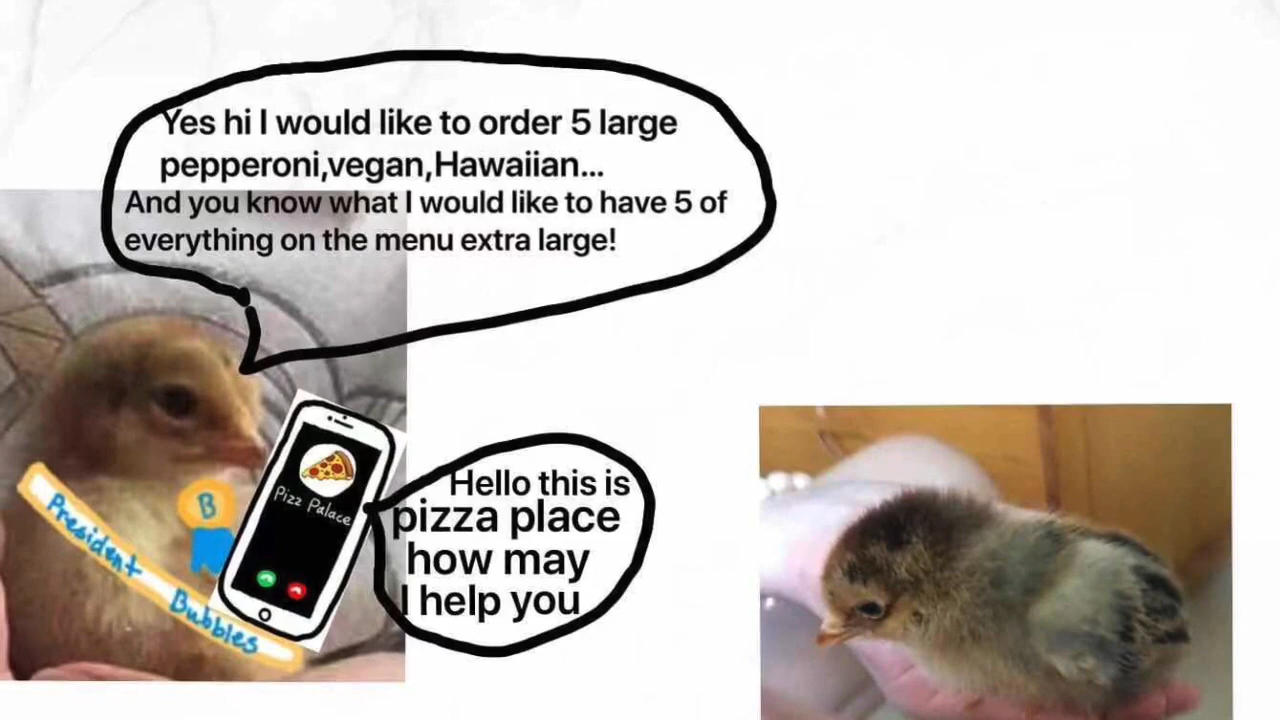 Yes hi I would like to order 5 large
pepperoni,vegan,Hawaiian...
And you know what I would like to have 5 of
everything on the menu extra large!
Hello this is
pizza place
how may
I help you
Pizz Palace
B
President Bubbles